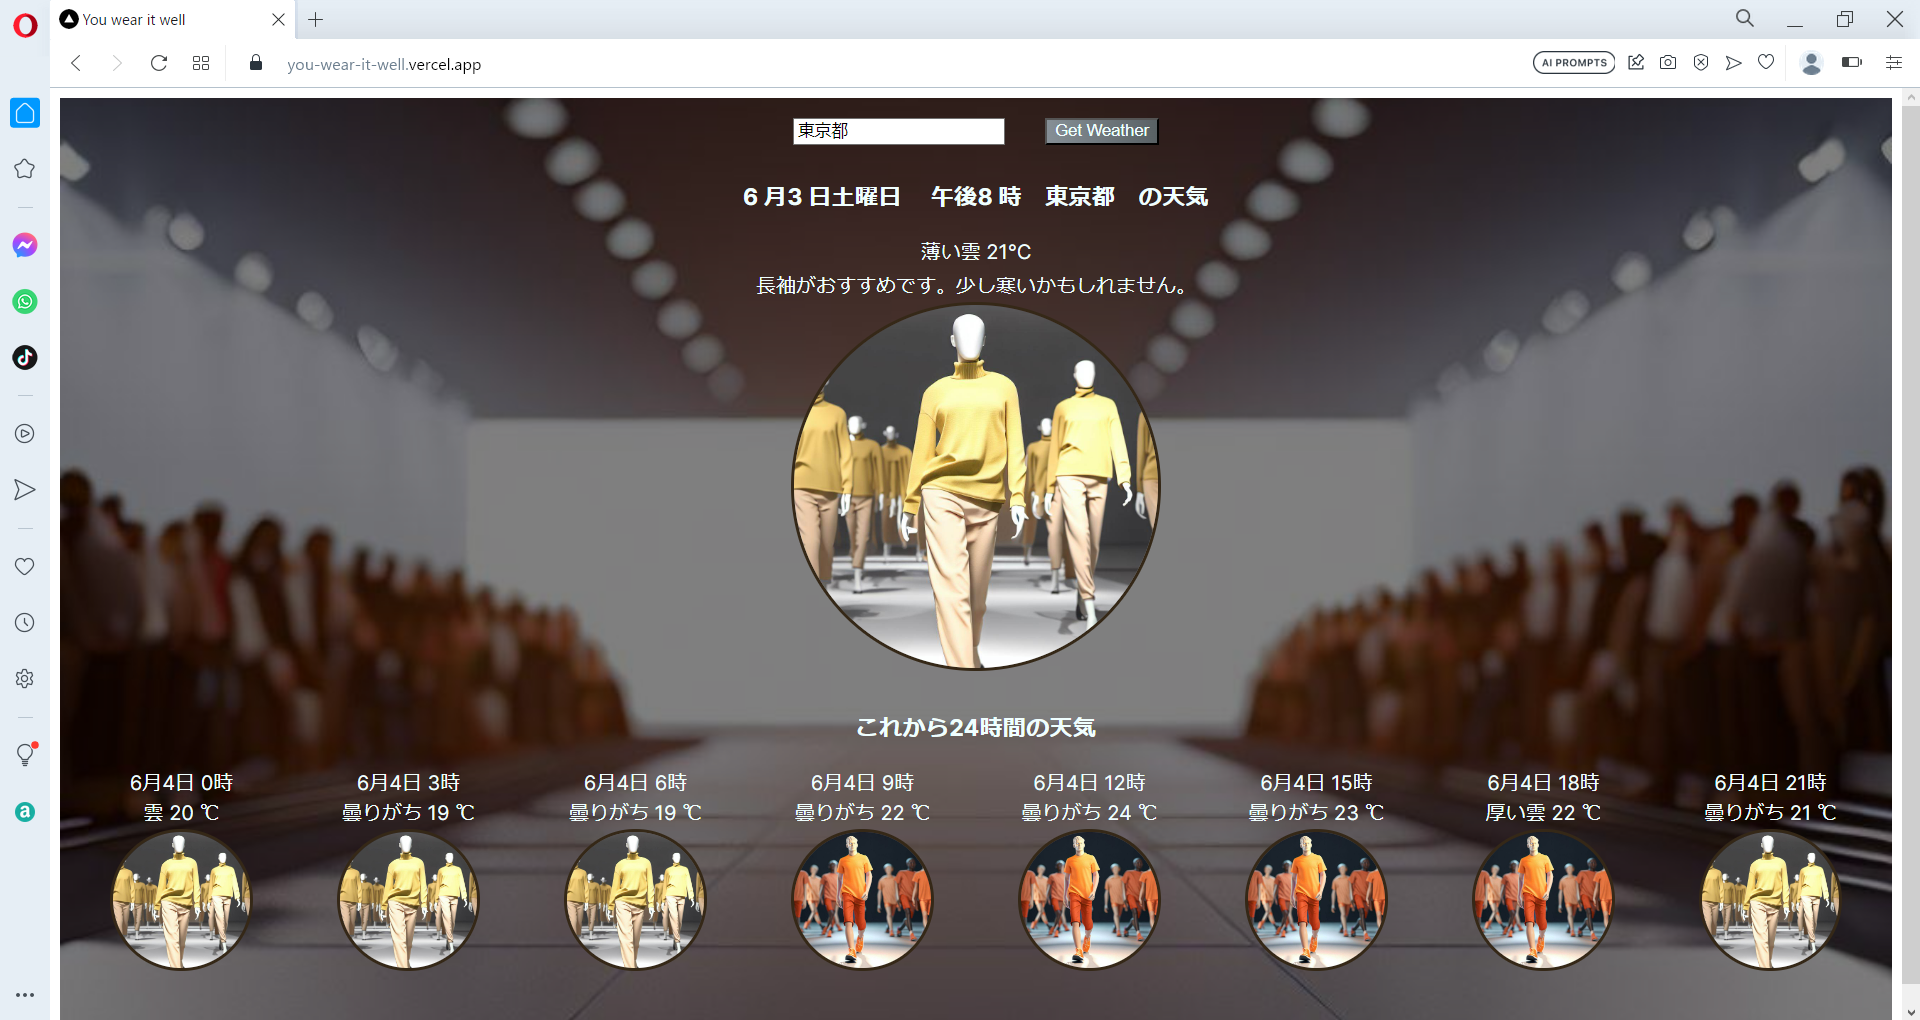 You wear it well
you-wear-it-well.vercel.app
AI PROMPTS
東京都
Get Weather
6 月3 日土曜日　午後8 時　東京都　の天気
薄い雲 21°C
長袖がおすすめです。少し寒いかもしれません。
これから24時間の天気
6月4日 0時
雲 20 ℃
6月4日 3時
曇りがち 19 ℃
6月4日 6時
曇りがち 19 ℃
6月4日 9時
曇りがち 22 ℃
6月4日 12時
曇りがち 24 ℃
6月4日 15時
曇りがち 23 ℃
6月4日 18時
厚い雲 22 ℃
6月4日 21時
曇りがち 21 ℃